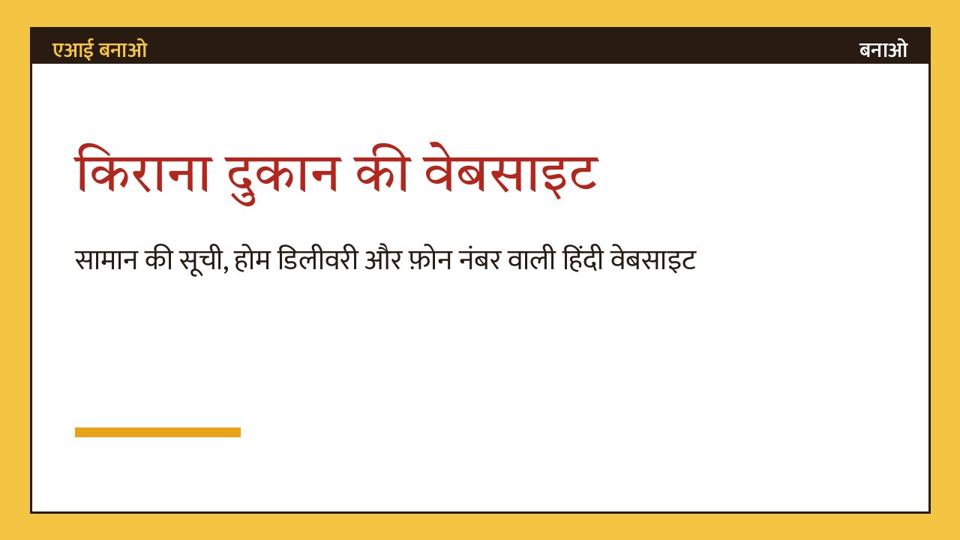 एआई बनाओ
बनाओ
किराना दुकान की वेबसाइट
सामान की सूची, होम डिलीवरी और फ़ोन नंबर वाली हिंदी वेबसाइट